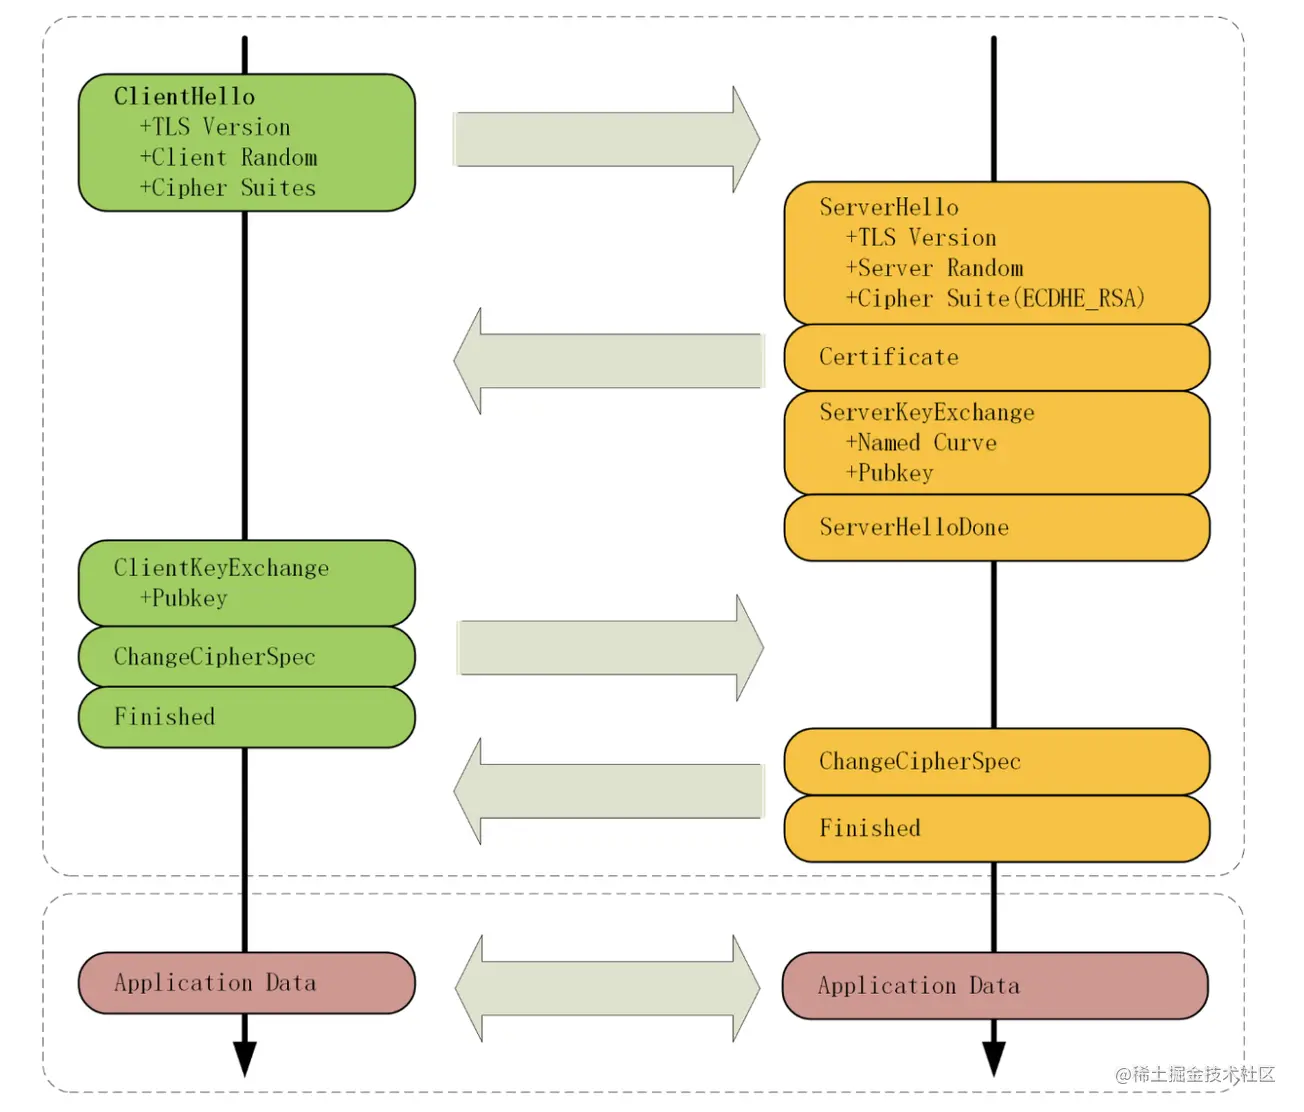 ClientHello
+TLS Version
+Client Random
+Cipher Suites
ServerHello
+TLS Version
+Server Random
+Cipher Suite(ECDHE_RSA)
Certificate
ServerKeyExchange
+Named Curve
+Pubkey
ServerHelloDone
ClientKeyExchange
+Pubkey
ChangeCipherSpec
Finished
ChangeCipherSpec
Finished
Application Data
Application Data
@稀土掘金技术社区